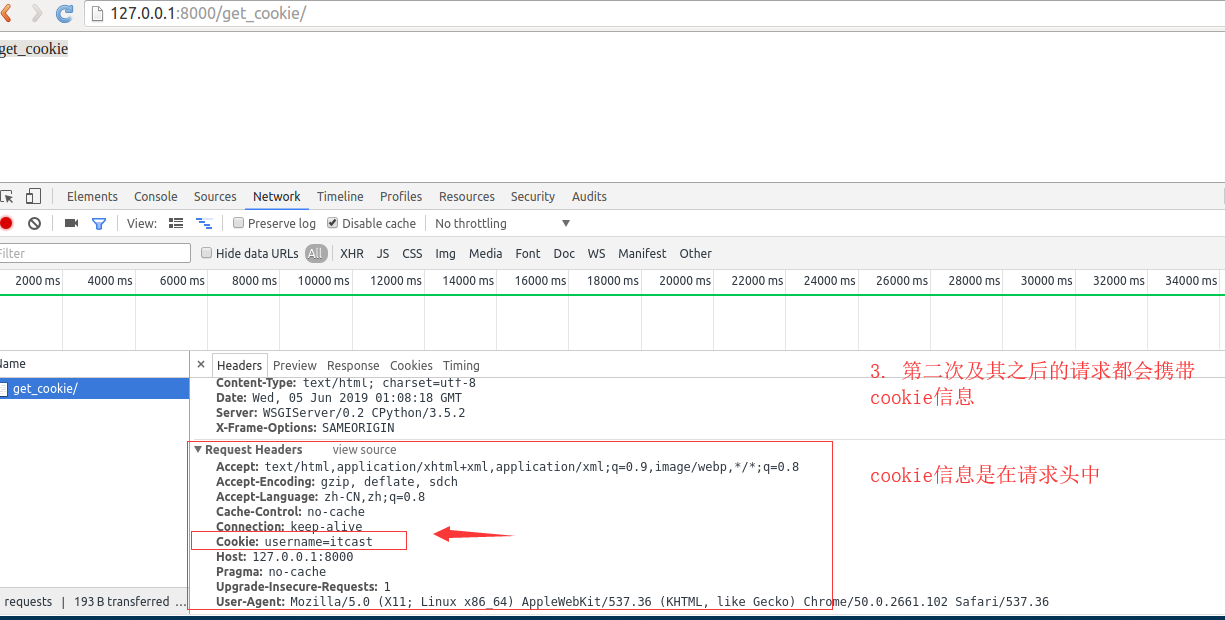 127.0.0.1:8000/get_cookie/
get_cookie
Elements Console Sources Network Timeline Profiles Resources Security Audits
View: Preserve log Disable cache No throttling
Filter Hide data URLs All XHR JS CSS Img Media Font Doc WS Manifest Other
2000 ms 4000 ms 6000 ms 8000 ms 10000 ms 12000 ms 14000 ms 16000 ms 18000 ms 20000 ms 22000 ms 24000 ms 26000 ms 28000 ms 30000 ms 32000 ms 34000 ms
Name × Headers Preview Response Cookies Timing
get_cookie/
Content-Type: text/html; charset=utf-8
Date: Wed, 05 Jun 2019 01:08:18 GMT
Server: WSGIServer/0.2 CPython/3.5.2
X-Frame-Options: SAMEORIGIN
3. 第二次及其之后的请求都会携带
cookie信息
Request Headers view source
Accept: text/html,application/xhtml+xml,application/xml;q=0.9,image/webp,*/*;q=0.8
Accept-Encoding: gzip, deflate, sdch
Accept-Language: zh-CN,zh;q=0.8
Cache-Control: no-cache
Connection: keep-alive
Cookie: username=itcast
Host: 127.0.0.1:8000
Pragma: no-cache
Upgrade-Insecure-Requests: 1
User-Agent: Mozilla/5.0 (X11; Linux x86_64) AppleWebKit/537.36 (KHTML, like Gecko) Chrome/50.0.2661.102 Safari/537.36
cookie信息是在请求头中
requests | 193 B transferred ...